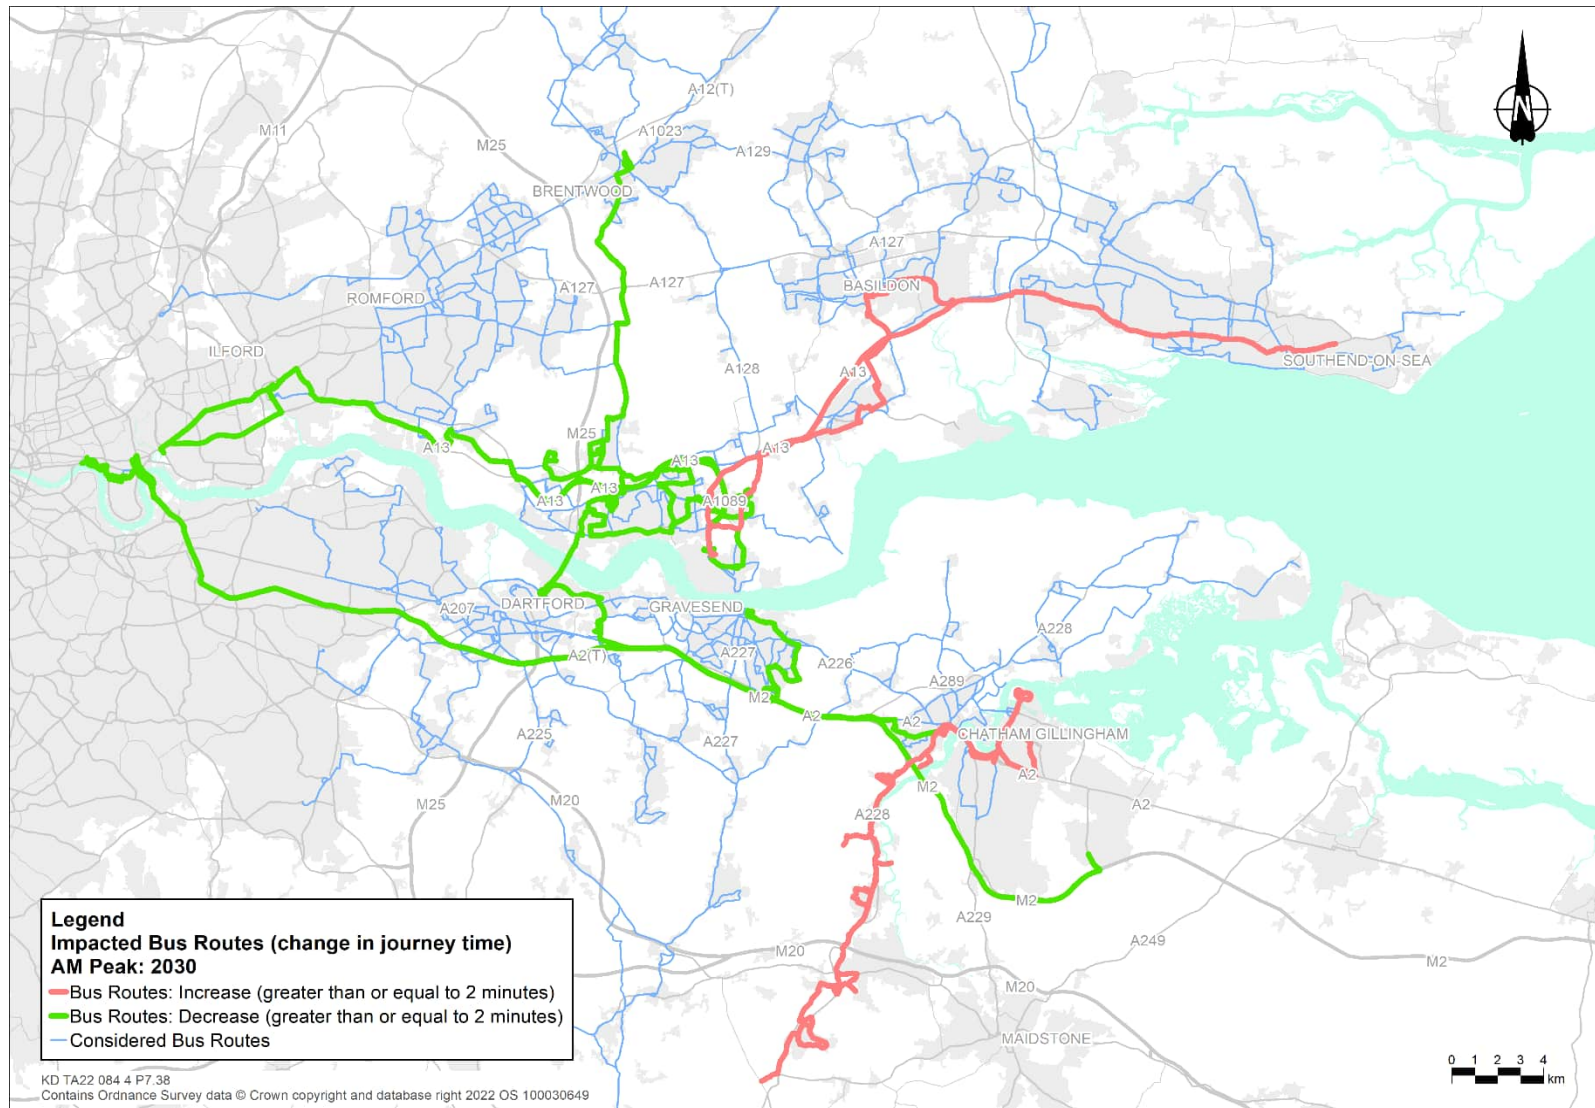 A12(T)
M11
A1023
M25
A129
BRENTWOOD
N
A127
A127
A127
BASILDON
ROMFORD
ILFORD
A128
A13
SOUTHEND-ON-SEA
M25
A13
A13
A13
A13
A13
A1089
DARTFORD
GRAVESEND
A207
A228
A227
A2(T)
A226
A289
M2
A2
A2
CHATHAM GILLINGHAM
A225
A227
A2
M2
M25
M20
A2
A228
M2
A229
A249
M20
M2
M20
MAIDSTONE
Legend
Impacted Bus Routes (change in journey time)
AM Peak: 2030
Bus Routes: Increase (greater than or equal to 2 minutes)
Bus Routes: Decrease (greater than or equal to 2 minutes)
Considered Bus Routes
0 1 2 3 4
km
KD TA22 084 4 P7.38
Contains Ordnance Survey data © Crown copyright and database right 2022 OS 100030649